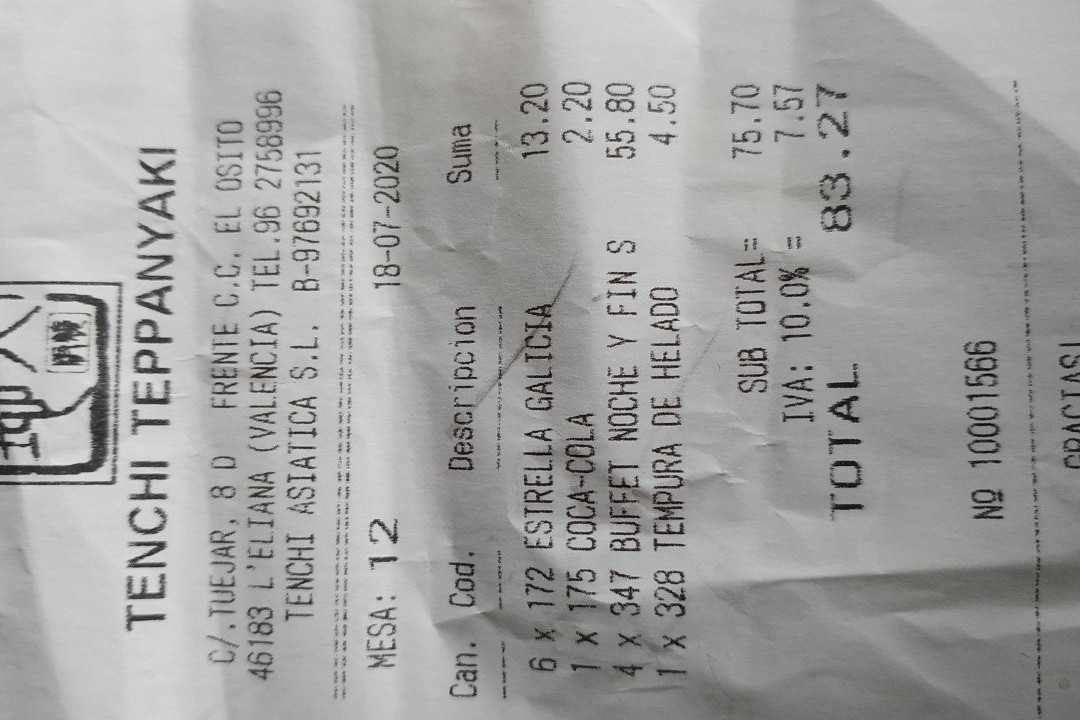 TENCHI TEPPANYAKI
C/.TUEJAR, 8 D FRENTE C.C. EL OSITO
46183 L'ELIANA (VALENCIA) TEL.96 2758996
TENCHI ASIATICA S.L. B-97692131
MESA: 12 18-07-2020
Can. Cod. Descripcion Suma
6 x 172 ESTRELLA GALICIA 13.20
1 x 175 COCA-COLA 2.20
4 x 347 BUFFET NOCHE Y FIN S 55.80
1 x 328 TEMPURA DE HELADO 4.50
SUB TOTAL= 75.70
IVA: 10.0% = 7.57
TOTAL 83.27
Nº 10001566